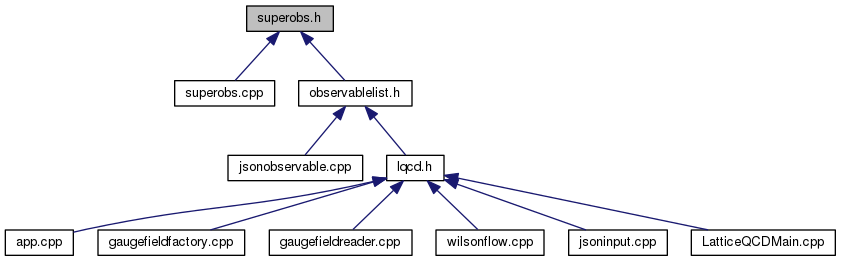 superobs.h
superobs.cpp
observablelist.h
jsonobservable.cpp
lqcd.h
app.cpp
gaugefieldfactory.cpp
gaugefieldreader.cpp
wilsonflow.cpp
jsoninput.cpp
LatticeQCDMain.cpp